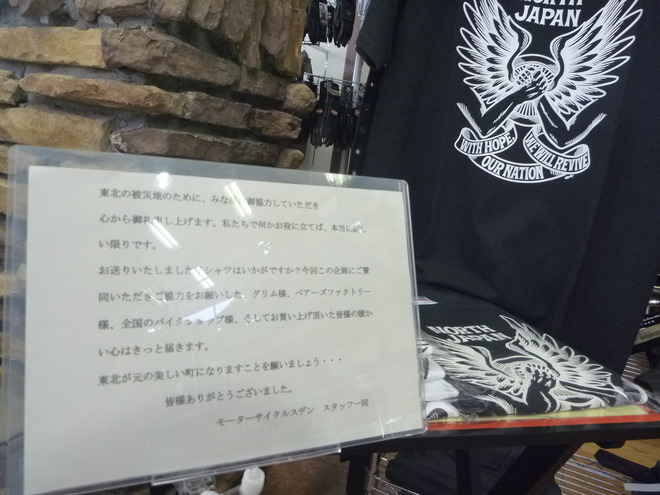 東北の被災地のために、みな 御協力していただき
心から御礼申し上げます。私たちで何かお役に立てば、本当に
い限りです。
お送りいたしました シャツはいかがですか?今回この企画にご賛
同いただきご協力をお願いした、グリム様、ベアーズファクトリー
様、全国のバイクショップ様、そしてお買い上げ頂いた皆様の暖か
い心はきっと届きます。
東北が元の美しい町になりますことを願いましょう・・・
皆様ありがとうございました。
モーターサイクルスデン スタッフ一同
NORTH
JAPAN
WITH HOPE,
WE WILL REVIVE
OUR NATION
NORTH
JAPAN